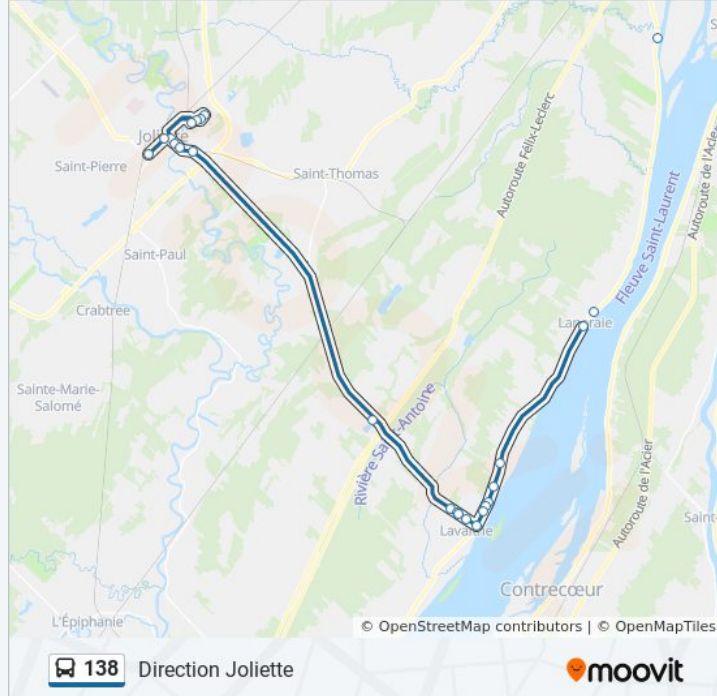 Joliette
Saint-Pierre
Saint-Thomas
Autoroute Félix-Leclerc
Autoroute de l'Acier
Fleuve Saint-Laurent
Saint-Paul
Crabtree
Lanoraie
Sainte-Marie-
Salomé
Rivière Saint-Antoine
Autoroute de l'Acier
Lavaltrie
Saint-
Contrecœur
L'Épiphanie
© OpenStreetMap contributors | © OpenMapTiles
138 Direction Joliette
moovit